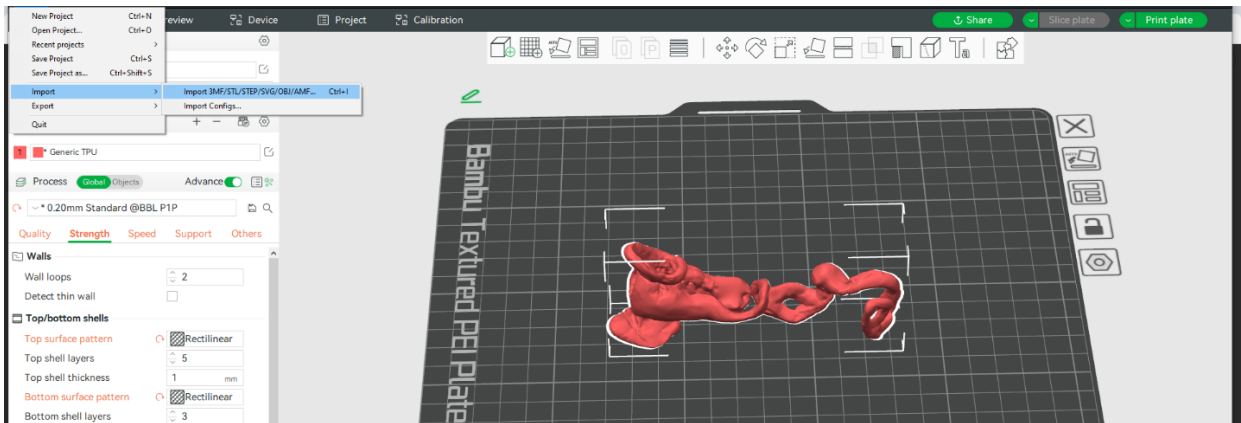 New Project Ctrl+N
Open Project... Ctrl+O
Recent projects >
Save Project Ctrl+S
Save Project as... Ctrl+Shift+S
Import >
Export >
Quit
Import 3MF/STL/STEP/SVG/OBJ/AMF... Ctrl+I
Import Configs...
review
Device
Project
Calibration
Share
Slice plate
Print plate
1 * Generic TPU
Process Global Objects Advance
* 0.20mm Standard @BBL P1P
Quality Strength Speed Support Others
Walls
Wall loops 2
Detect thin wall
Top/bottom shells
Top surface pattern Rectilinear
Top shell layers 5
Top shell thickness 1 mm
Bottom surface pattern Rectilinear
Bottom shell layers 3
Bambu Textured PEI Plate